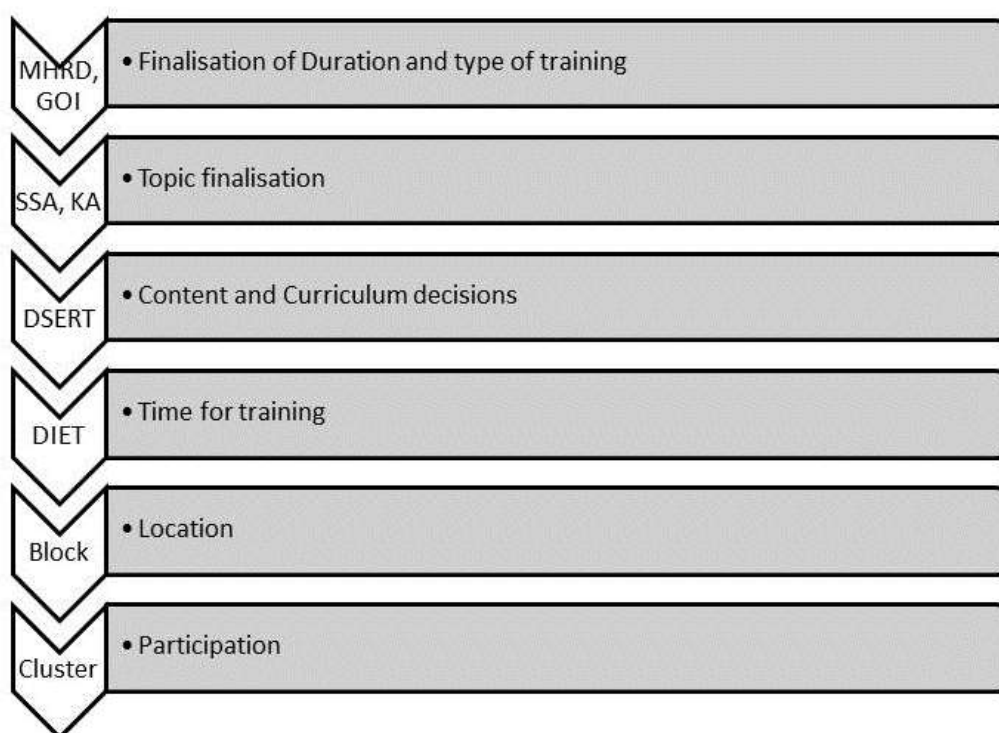 MHRD,
GOI
• Finalisation of Duration and type of training
SSA, KA
• Topic finalisation
DSERT
• Content and Curriculum decisions
DIET
• Time for training
Block
• Location
Cluster
• Participation